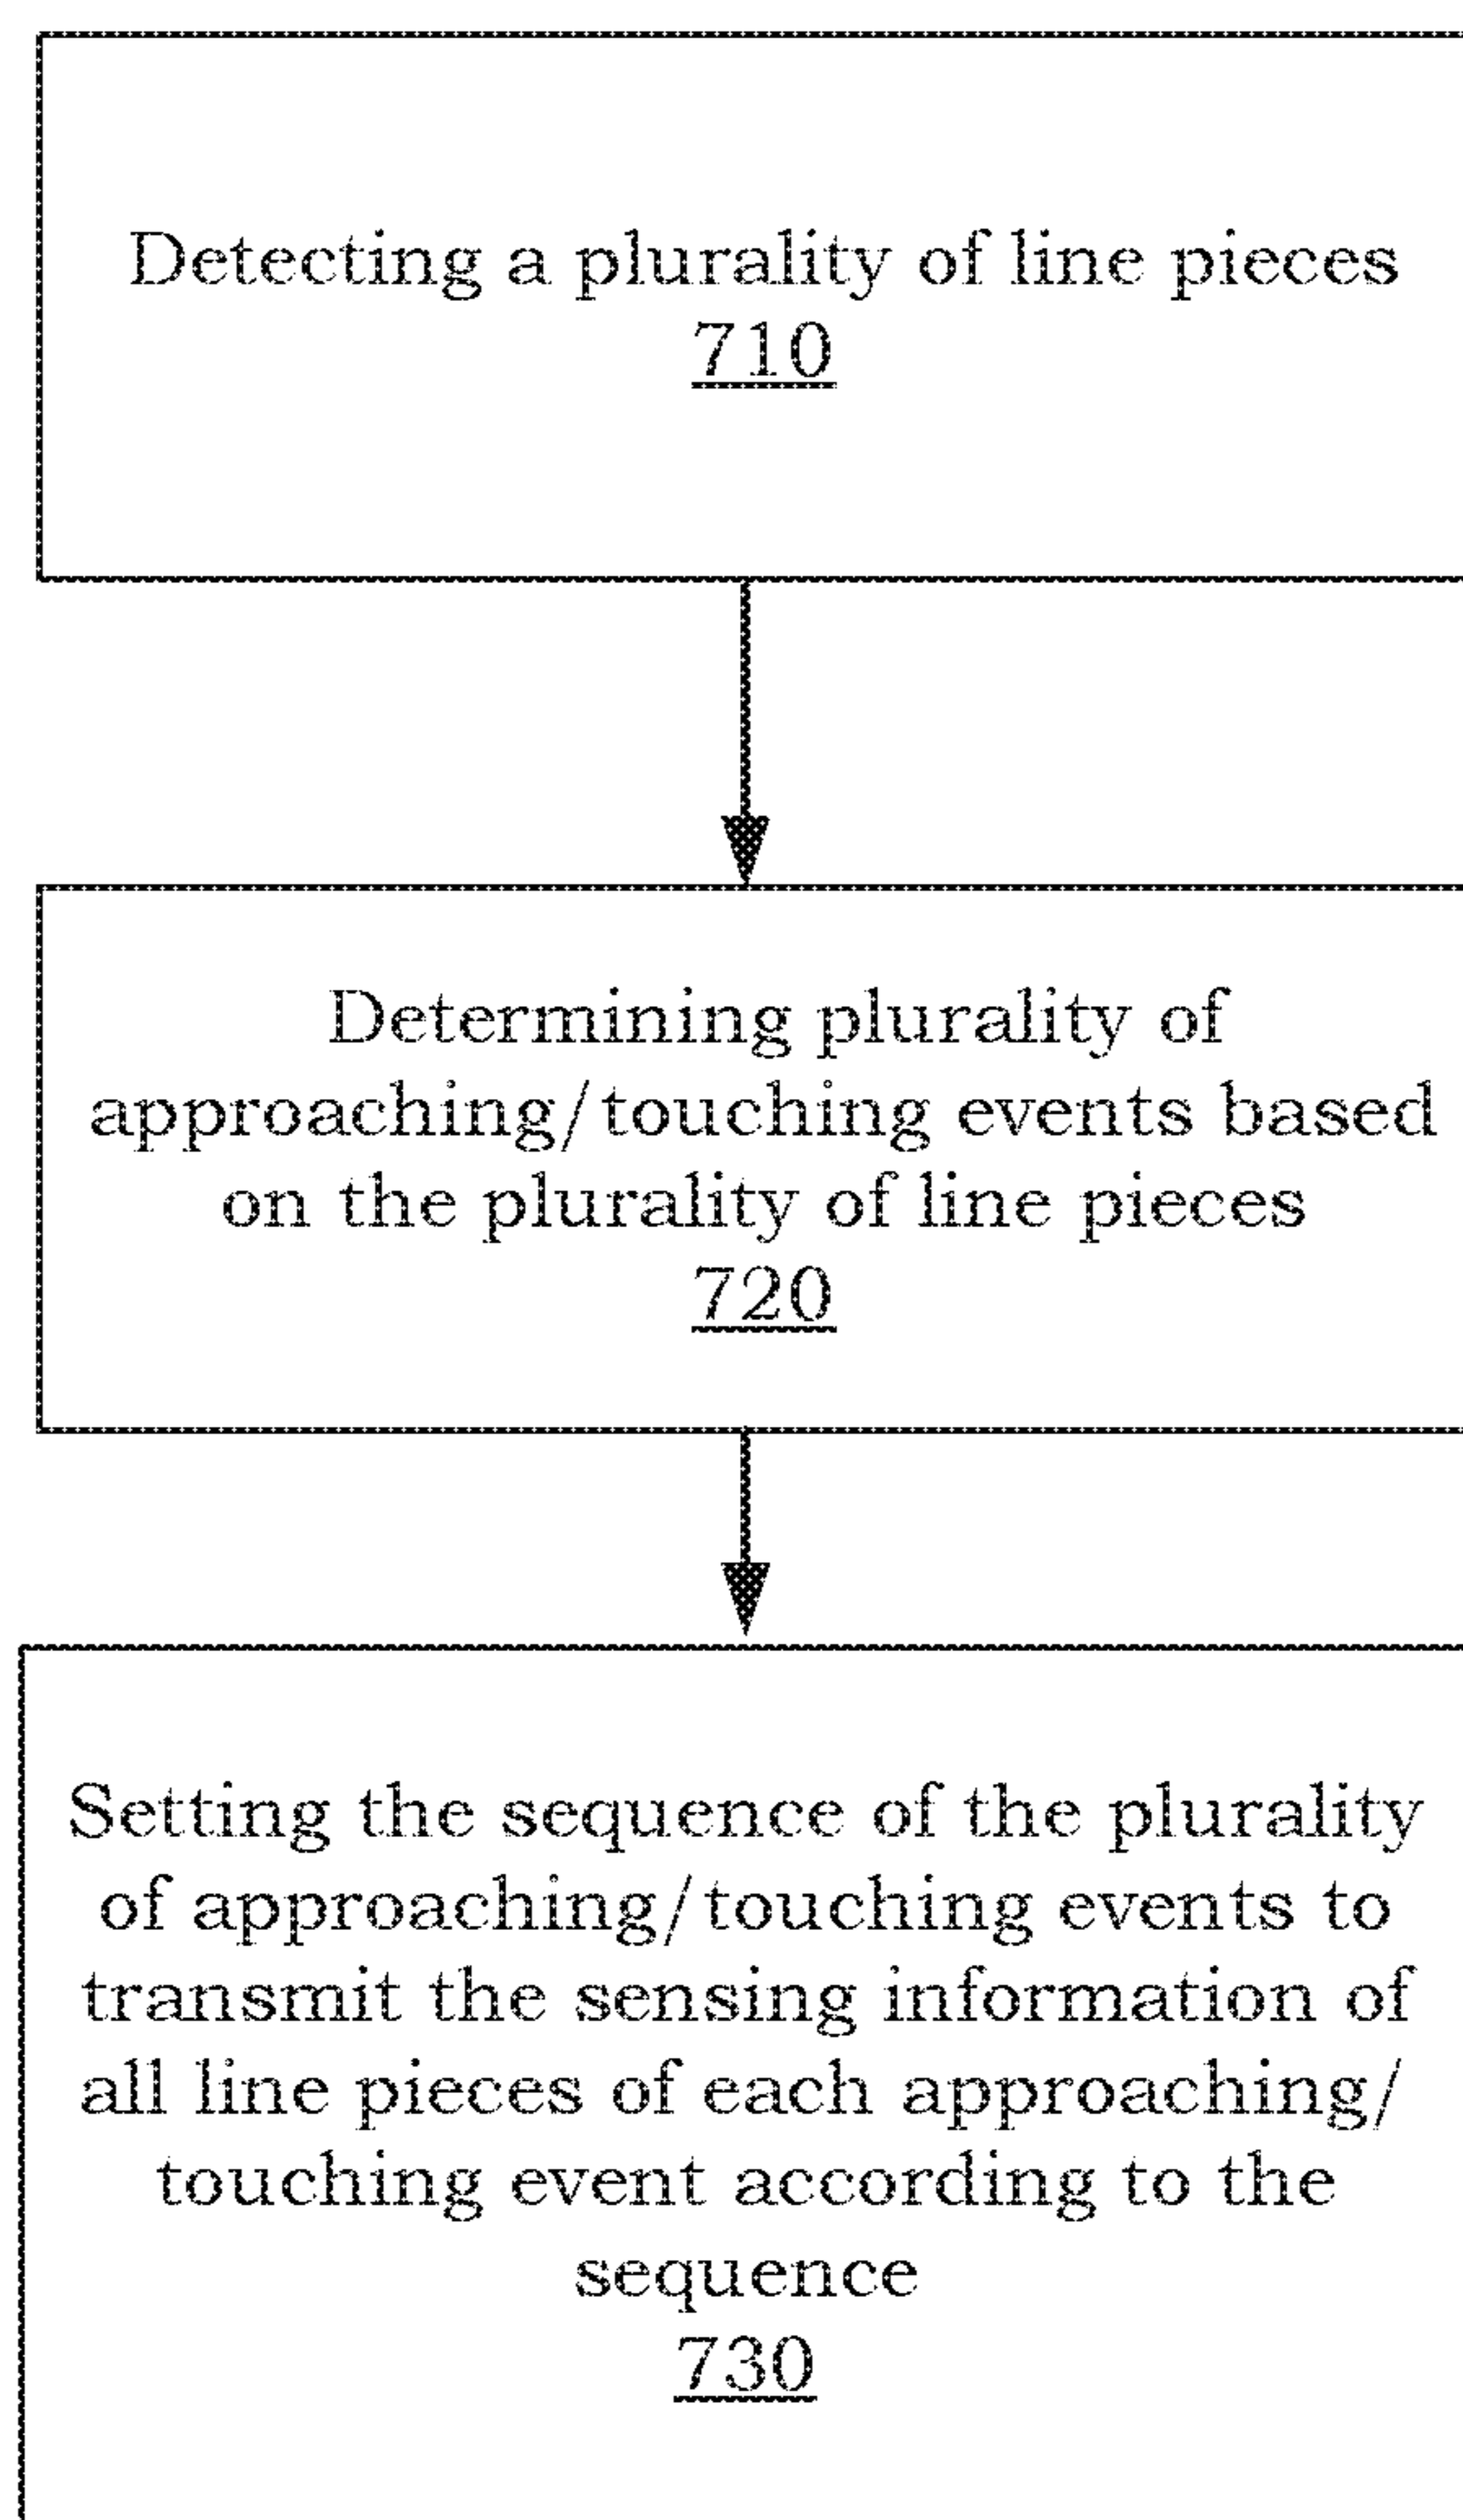 Detecting a plurality of line pieces
710
Determining plurality of
approaching/touching events based
on the plurality of line pieces
720
Setting the sequence of the plurality
of approaching/touching events to
transmit the sensing information of
all line pieces of each approaching/
touching event according to the
sequence
730